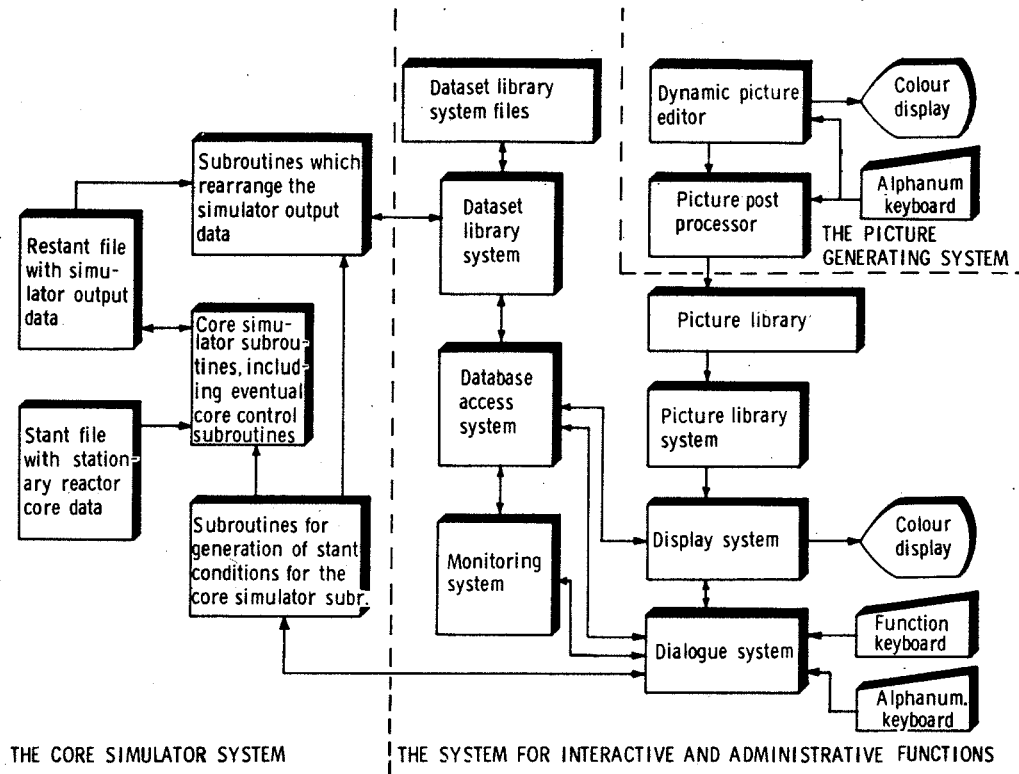 Subroutines which
rearrange the
simulator output
data
Restant file
with simu-
lator output
data
Core simu-
lator subrou-
tines, includ-
ing eventual
core control
subroutines
Stant file
with station-
ary reactor
core data
Subroutines for
generation of stant
conditions for the
core simulator subr.
THE CORE SIMULATOR SYSTEM
Dataset library
system files
Dataset
library
system
Database
access
system
Monitoring
system
Dynamic picture
editor
Colour
display
Picture post
processor
Alphanum
keyboard
THE PICTURE
GENERATING SYSTEM
Picture library
Picture library
system
Display system
Colour
display
Dialogue system
Function
keyboard
Alphanum.
keyboard
THE SYSTEM FOR INTERACTIVE AND ADMINISTRATIVE FUNCTIONS